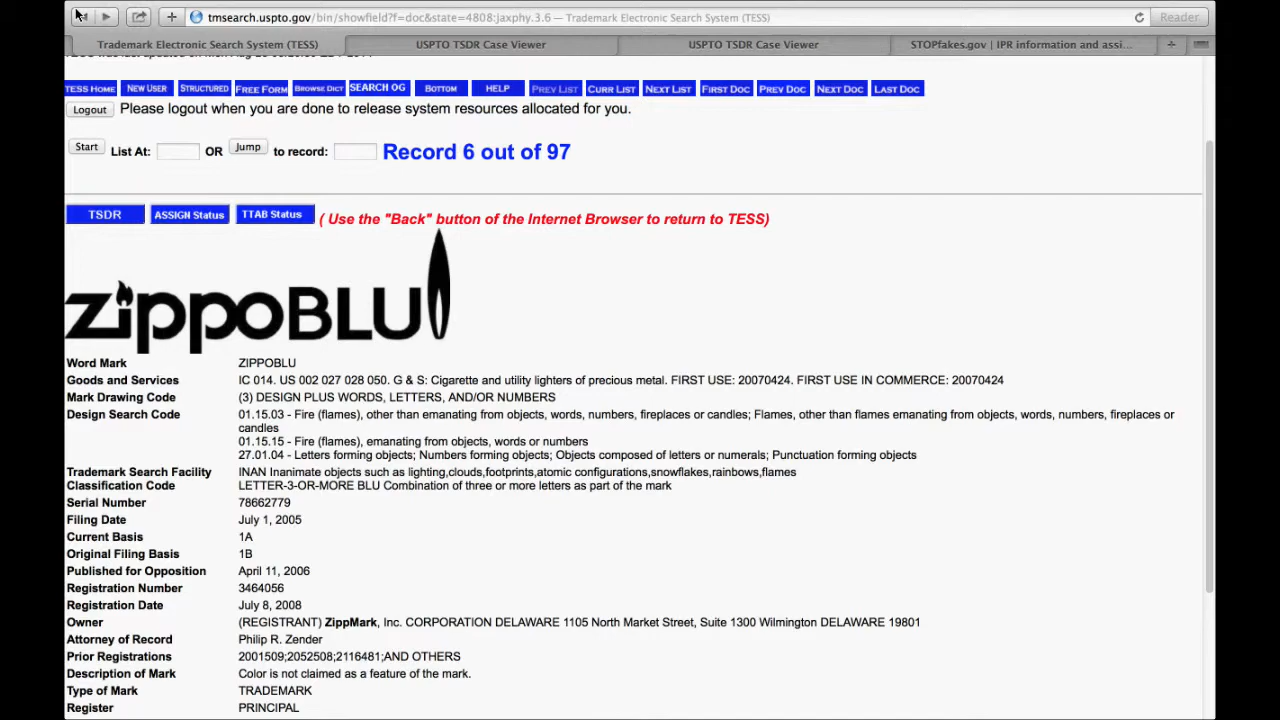 tmsearch.uspto.gov/bin/showfield?f=doc&state=4808:jaxphy.3.6 — Trademark Electronic Search System (TESS)
Reader
Trademark Electronic Search System (TESS)
USPTO TSDR Case Viewer
USPTO TSDR Case Viewer
STOPfakes.gov | IPR information and assi...
TESS HOME NEW USER STRUCTURED FREE FORM BROWSE DICT SEARCH OG BOTTOM HELP PREV LIST CURR LIST NEXT LIST FIRST DOC PREV DOC NEXT DOC LAST DOC
Logout Please logout when you are done to release system resources allocated for you.
Start List At: OR Jump to record: Record 6 out of 97
TSDR ASSIGN Status TTAB Status ( Use the "Back" button of the Internet Browser to return to TESS)
zippoBLU
Word Mark ZIPPOBLU
Goods and Services IC 014. US 002 027 028 050. G & S: Cigarette and utility lighters of precious metal. FIRST USE: 20070424. FIRST USE IN COMMERCE: 20070424
Mark Drawing Code (3) DESIGN PLUS WORDS, LETTERS, AND/OR NUMBERS
Design Search Code 01.15.03 - Fire (flames), other than emanating from objects, words, numbers, fireplaces or candles; Flames, other than flames emanating from objects, words, numbers, fireplaces or
candles
01.15.15 - Fire (flames), emanating from objects, words or numbers
27.01.04 - Letters forming objects; Numbers forming objects; Objects composed of letters or numerals; Punctuation forming objects
Trademark Search Facility INAN Inanimate objects such as lighting,clouds,footprints,atomic configurations,snowflakes,rainbows,flames
Classification Code LETTER-3-OR-MORE BLU Combination of three or more letters as part of the mark
Serial Number 78662779
Filing Date July 1, 2005
Current Basis 1A
Original Filing Basis 1B
Published for Opposition April 11, 2006
Registration Number 3464056
Registration Date July 8, 2008
Owner (REGISTRANT) ZippMark, Inc. CORPORATION DELAWARE 1105 North Market Street, Suite 1300 Wilmington DELAWARE 19801
Attorney of Record Philip R. Zender
Prior Registrations 2001509;2052508;2116481;AND OTHERS
Description of Mark Color is not claimed as a feature of the mark.
Type of Mark TRADEMARK
Register PRINCIPAL